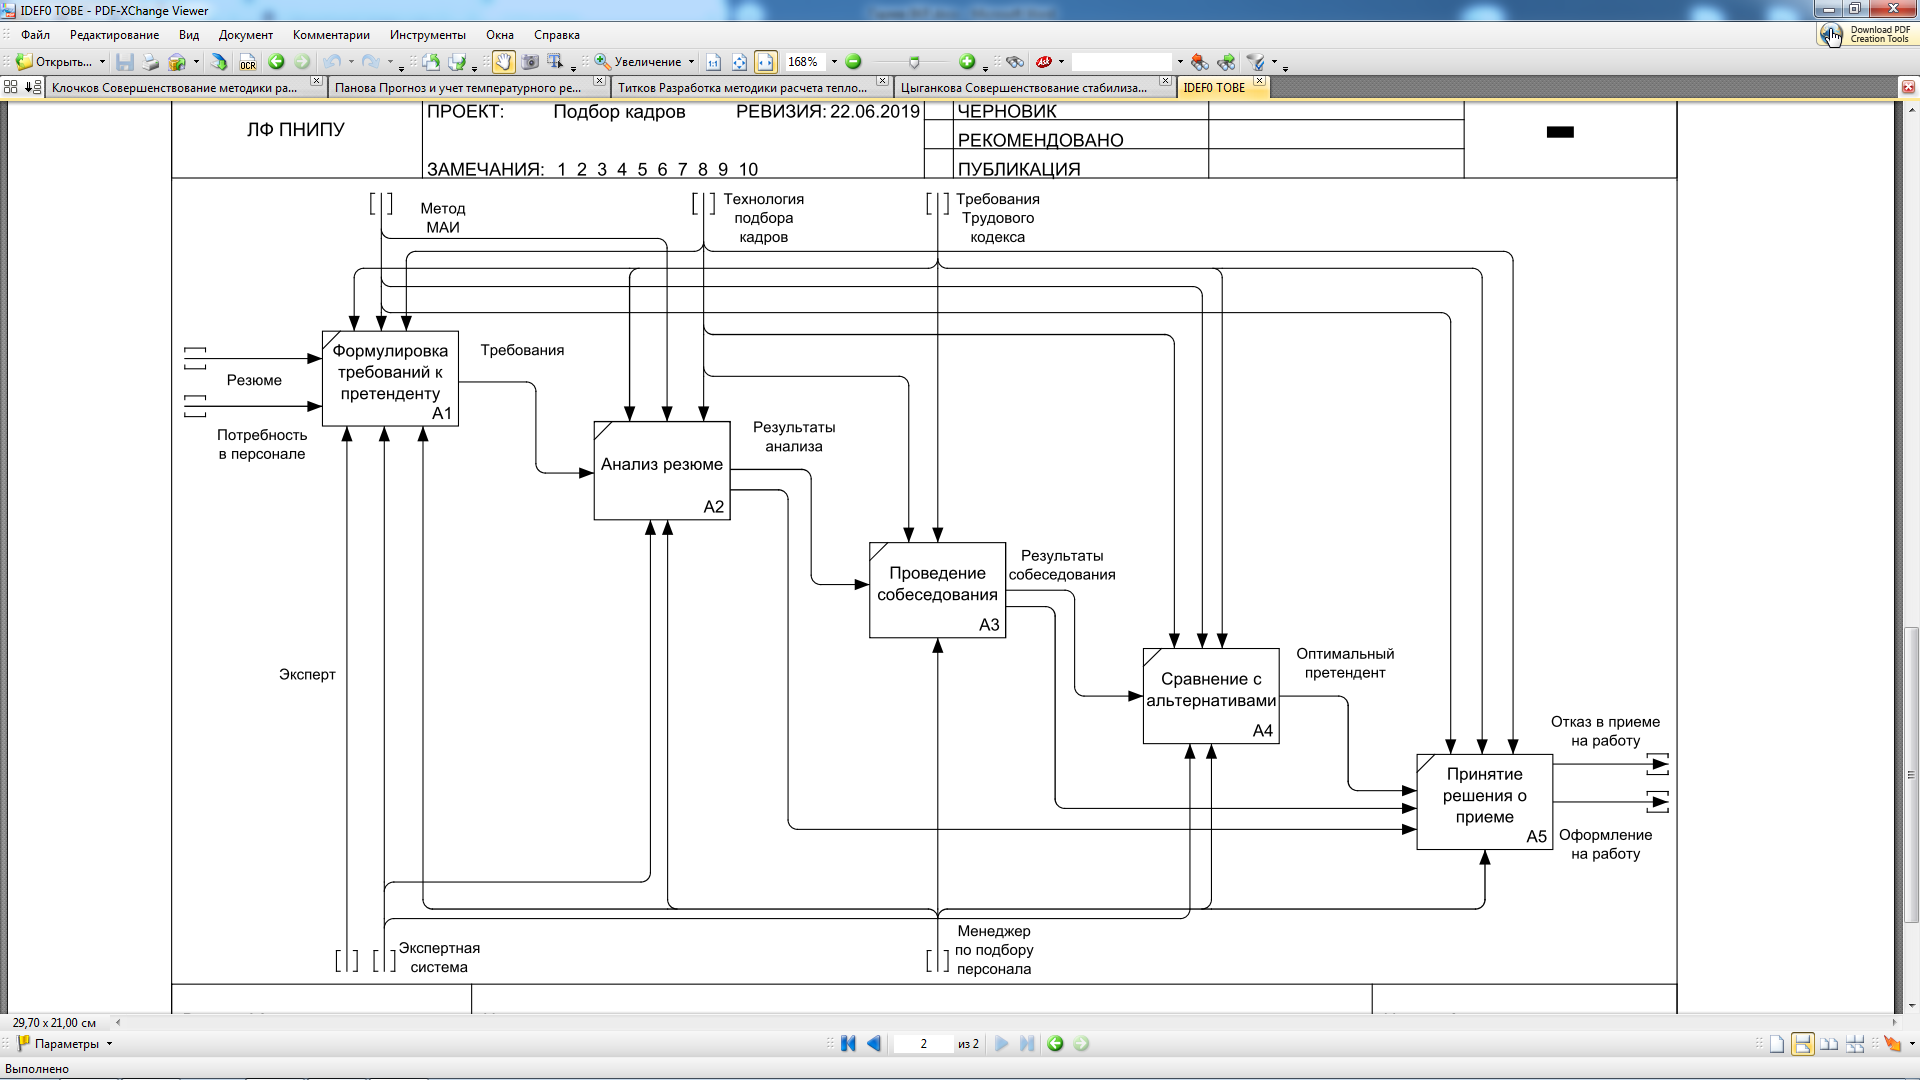 IDEF0 TOBE - PDF-XChange Viewer
Файл Редактирование Вид Документ Комментарии Инструменты Окна Справка
Download PDF
Creation Tools
Открыть... OCR Увеличение 168% Ask
Клочков Совершенствование методики ра... Панова Прогноз и учет температурного ре... Титков Разработка методики расчета тепло... Цыганкова Совершенствование стабилиза... IDEF0 TOBE
ЛФ ПНИПУ
ПРОЕКТ: Подбор кадров РЕВИЗИЯ: 22.06.2019
ЗАМЕЧАНИЯ: 1 2 3 4 5 6 7 8 9 10
ЧЕРНОВИК
РЕКОМЕНДОВАНО
ПУБЛИКАЦИЯ
Метод
МАИ
Технология
подбора
кадров
Требования
Трудового
кодекса
Резюме
Потребность
в персонале
Формулировка
требований к
претенденту
A1
Требования
Анализ резюме
A2
Результаты
анализа
Проведение
собеседования
A3
Результаты
собеседования
Сравнение с
альтернативами
A4
Оптимальный
претендент
Принятие
решения о
приеме
A5
Отказ в приеме
на работу
Оформление
на работу
Эксперт
Экспертная
система
Менеджер
по подбору
персонала
29,70 x 21,00 см
Параметры
2 из 2
Выполнено